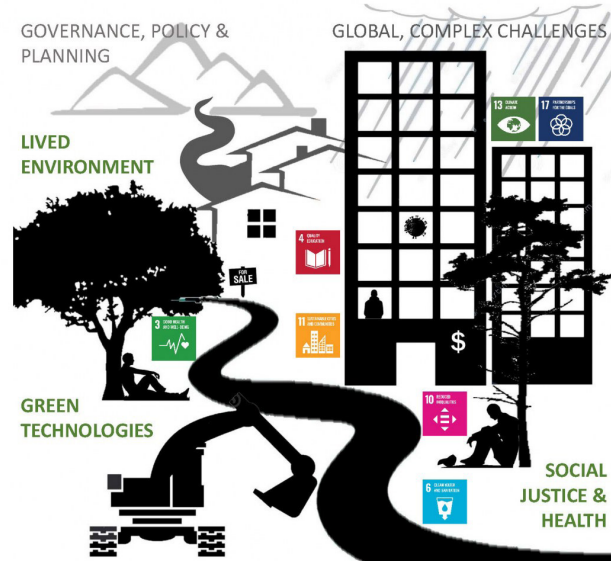 GOVERNANCE, POLICY &
PLANNING
GLOBAL, COMPLEX CHALLENGES
13 CLIMATE
ACTION
17 PARTNERSHIPS
FOR THE GOALS
LIVED
ENVIRONMENT
4 QUALITY
EDUCATION
FOR
SALE
3 GOOD HEALTH
AND WELL-BEING
11 SUSTAINABLE CITIES
AND COMMUNITIES
$
10 REDUCED
INEQUALITIES
GREEN
TECHNOLOGIES
6 CLEAN WATER
AND SANITATION
SOCIAL
JUSTICE &
HEALTH